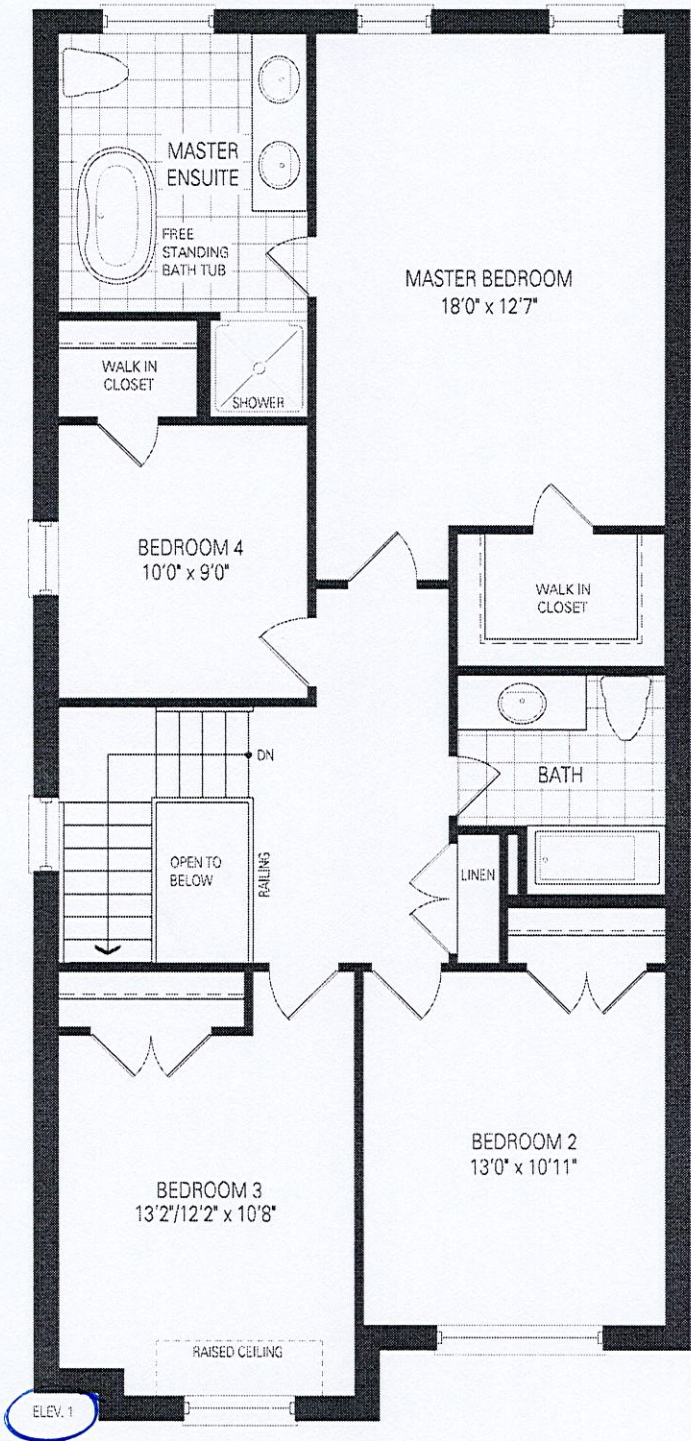 MASTER
ENSUITE
FREE
STANDING
BATH TUB
MASTER BEDROOM
18'0" x 12'7"
WALK IN
CLOSET
SHOWER
BEDROOM 4
10'0" x 9'0"
WALK IN
CLOSET
DN
BATH
OPEN TO
BELOW
RAILING
LINEN
BEDROOM 2
13'0" x 10'11"
BEDROOM 3
13'2"/12'2" x 10'8"
RAISED CEILING
ELEV. 1